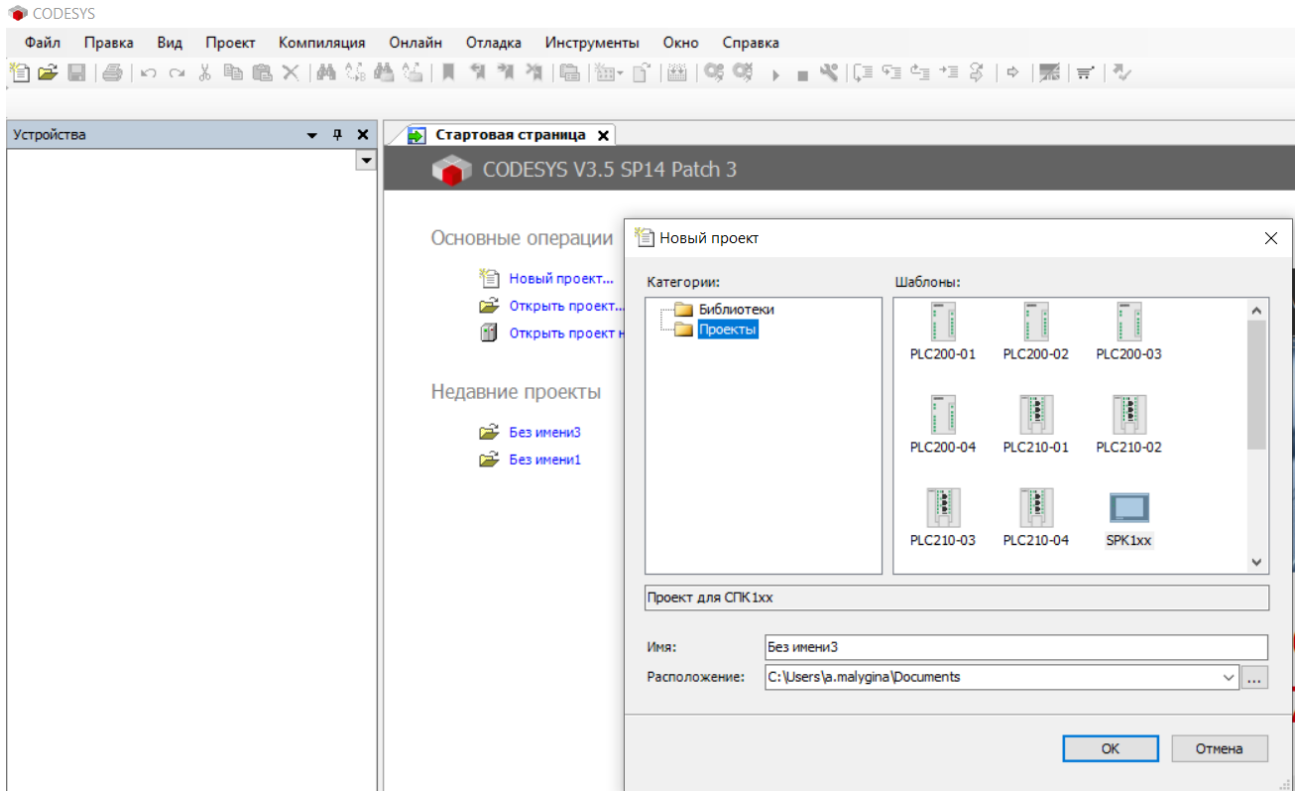 CODESYS
Файл Правка Вид Проект Компиляция Онлайн Отладка Инструменты Окно Справка
Устройства
Стартовая страница
CODESYS V3.5 SP14 Patch 3
Основные операции
Новый проект...
Открыть проект...
Открыть проект н
Недавние проекты
Без имени3
Без имени1
Новый проект
Категории:
Библиотеки
Проекты
Шаблоны:
PLC200-01 PLC200-02 PLC200-03
PLC200-04 PLC210-01 PLC210-02
PLC210-03 PLC210-04 SPK1xx
Проект для СПК1xx
Имя: Без имени3
Расположение: C:\Users\a.malygina\Documents
...
ОК Отмена